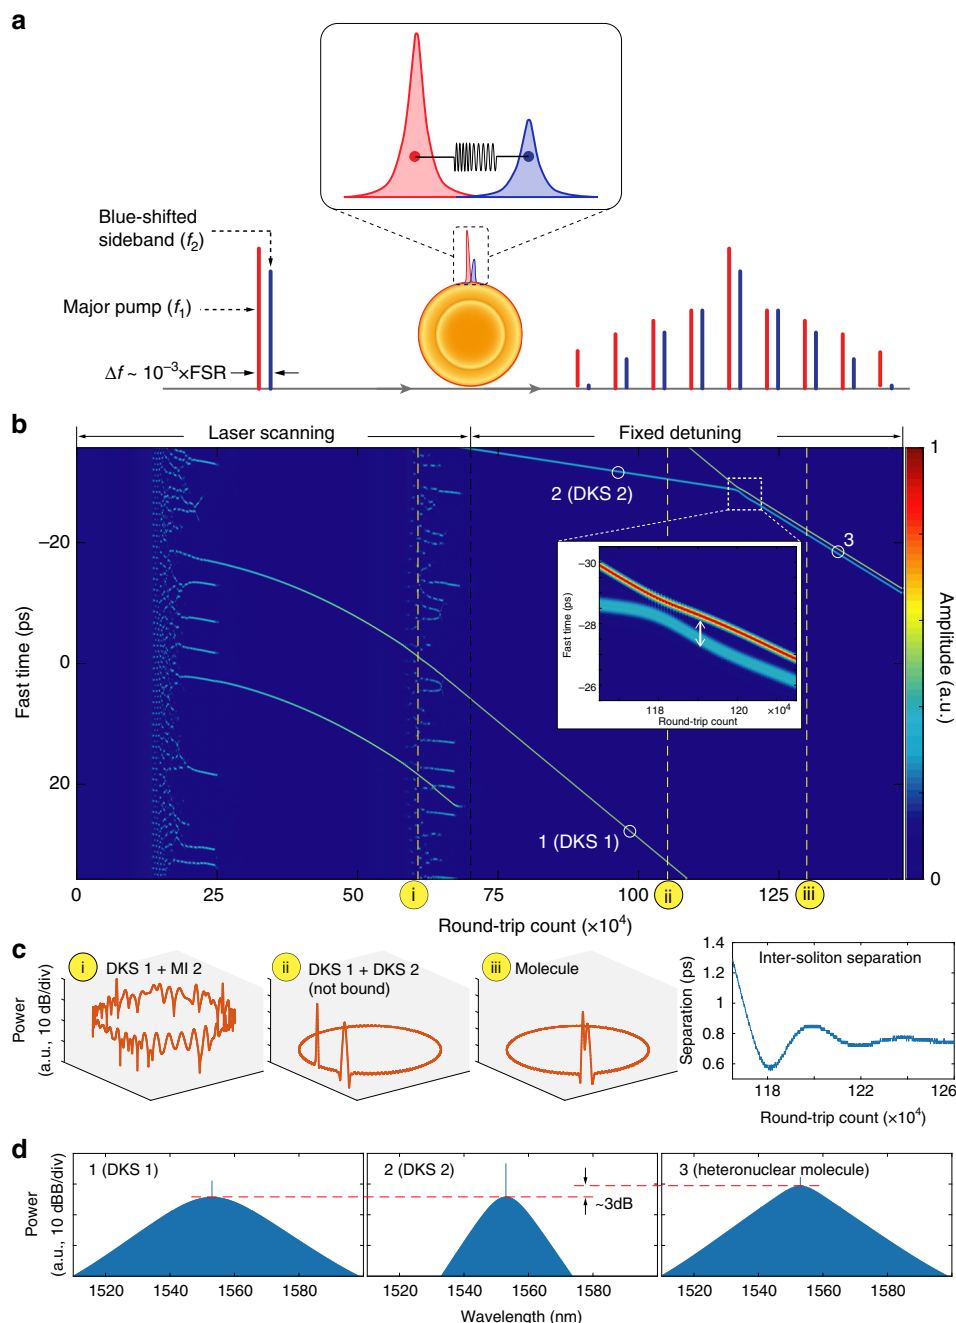 a
Blue-shifted
sideband (f₂)
Major pump (f₁)
Δf ~ 10⁻³×FSR
b
Laser scanning
Fixed detuning
1
2 (DKS 2)
3
−20
0
20
Fast time (ps)
−30
−28
−26
Fast time (ps)
118
120
×10⁴
Round-trip count
1 (DKS 1)
Amplitude (a.u.)
0
0
25
50
75
100
125
i
ii
iii
Round-trip count (×10⁴)
c
i
DKS 1 + MI 2
ii
DKS 1 + DKS 2
(not bound)
iii
Molecule
Power
(a.u., 10 dB/div)
Inter-soliton separation
1.4
1.2
1
0.8
0.6
Separation (ps)
118
120
122
124
126
Round-trip count (×10⁴)
d
1 (DKS 1)
2 (DKS 2)
3 (heteronuclear molecule)
~3dB
Power
(a.u., 10 dBB/div)
1520
1540
1560
1580
1520
1540
1560
1580
1520
1540
1560
1580
Wavelength (nm)